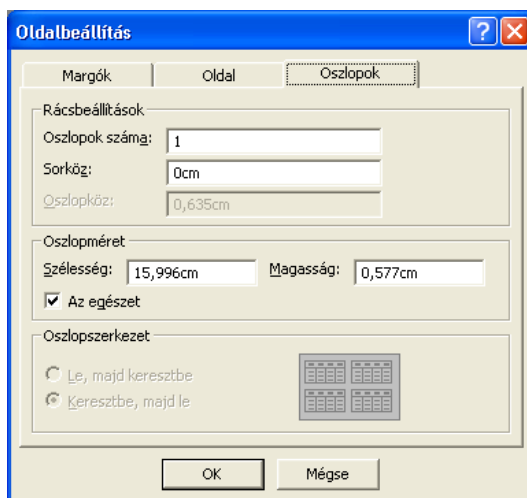 Oldalbeállítás
Margók Oldal Oszlopok
Rácsbeállítások
Oszlopok száma: 1
Sorköz: 0cm
Oszlopköz: 0,635cm
Oszlopméret
Szélesség: 15,996cm Magasság: 0,577cm
Az egészet
Oszlopszerkezet
Le, majd keresztbe
Keresztbe, majd le
OK Mégse